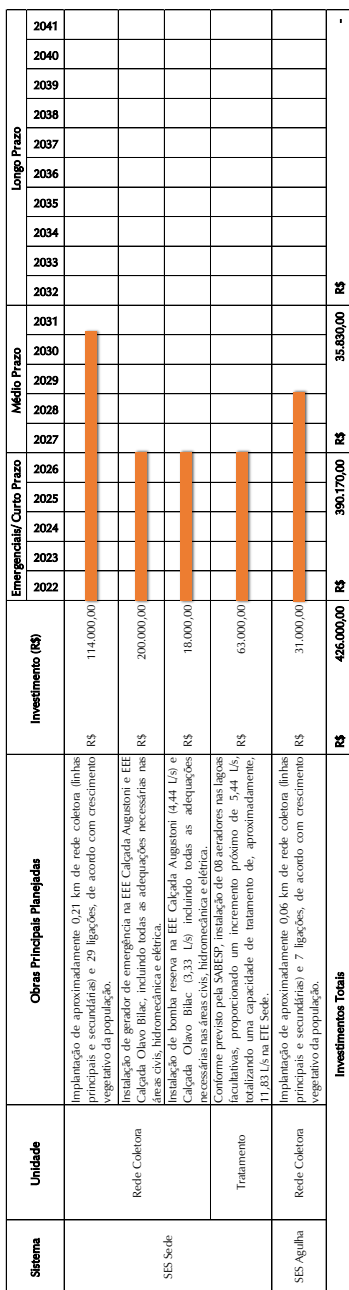 Sistema Unidade Obras Principais Planejadas Investimento (R$) Emergenciais/ Curto Prazo Médio Prazo Longo Prazo
2022 2023 2024 2025 2026 2027 2028 2029 2030 2031 2032 2033 2034 2035 2036 2037 2038 2039 2040 2041
SES Sede
Rede Coletora
Implantação de aproximadamente 0,21 km de rede coletora (linhas
principais e secundárias) e 29 ligações, de acordo com crescimento
vegetativo da população.
R$ 114.000,00
Instalação de gerador de emergência na EEE Calçada Augustoni e EEE
Calçada Olavo Bilac, incluindo todas as adequações necessárias nas
áreas civis, hidromecânica e elétrica.
R$ 200.000,00
Instalação de bomba reserva na EEE Calçada Augustoni (4,44 L/s) e
Calçada Olavo Bilac (3,33 L/s) incluindo todas as adequações
necessárias nas áreas civis, hidromecânica e elétrica.
R$ 18.000,00
Tratamento
Conforme previsto pela SABESP, instalação de 08 aeradores nas lagoas
facultativas, proporcionado um incremento próximo de 5,44 L/s,
totalizando uma capacidade de tratamento de, aproximadamente,
11,83 L/s na ETE Sede.
R$ 63.000,00
SES Agulha
Rede Coletora
Implantação de aproximadamente 0,06 km de rede coletora (linhas
principais e secundárias) e 7 ligações, de acordo com crescimento
vegetativo da população.
R$ 31.000,00
Investimentos Totais R$ 426.000,00 R$ 390.170,00 R$ 35.830,00 R$ -